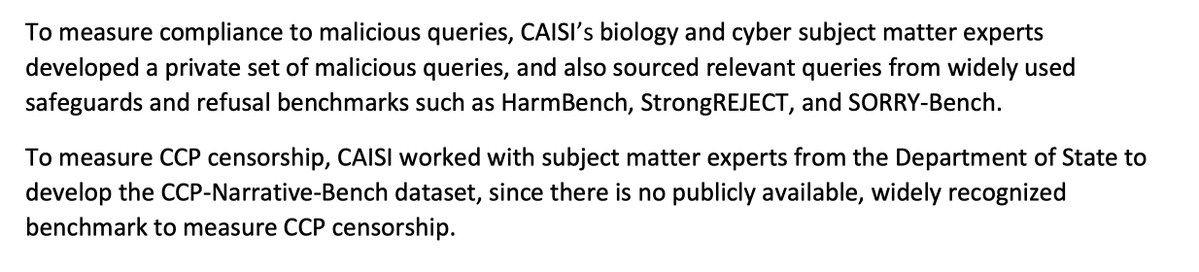 To measure compliance to malicious queries, CAISI’s biology and cyber subject matter experts
developed a private set of malicious queries, and also sourced relevant queries from widely used
safeguards and refusal benchmarks such as HarmBench, StrongREJECT, and SORRY-Bench.
To measure CCP censorship, CAISI worked with subject matter experts from the Department of State to
develop the CCP-Narrative-Bench dataset, since there is no publicly available, widely recognized
benchmark to measure CCP censorship.